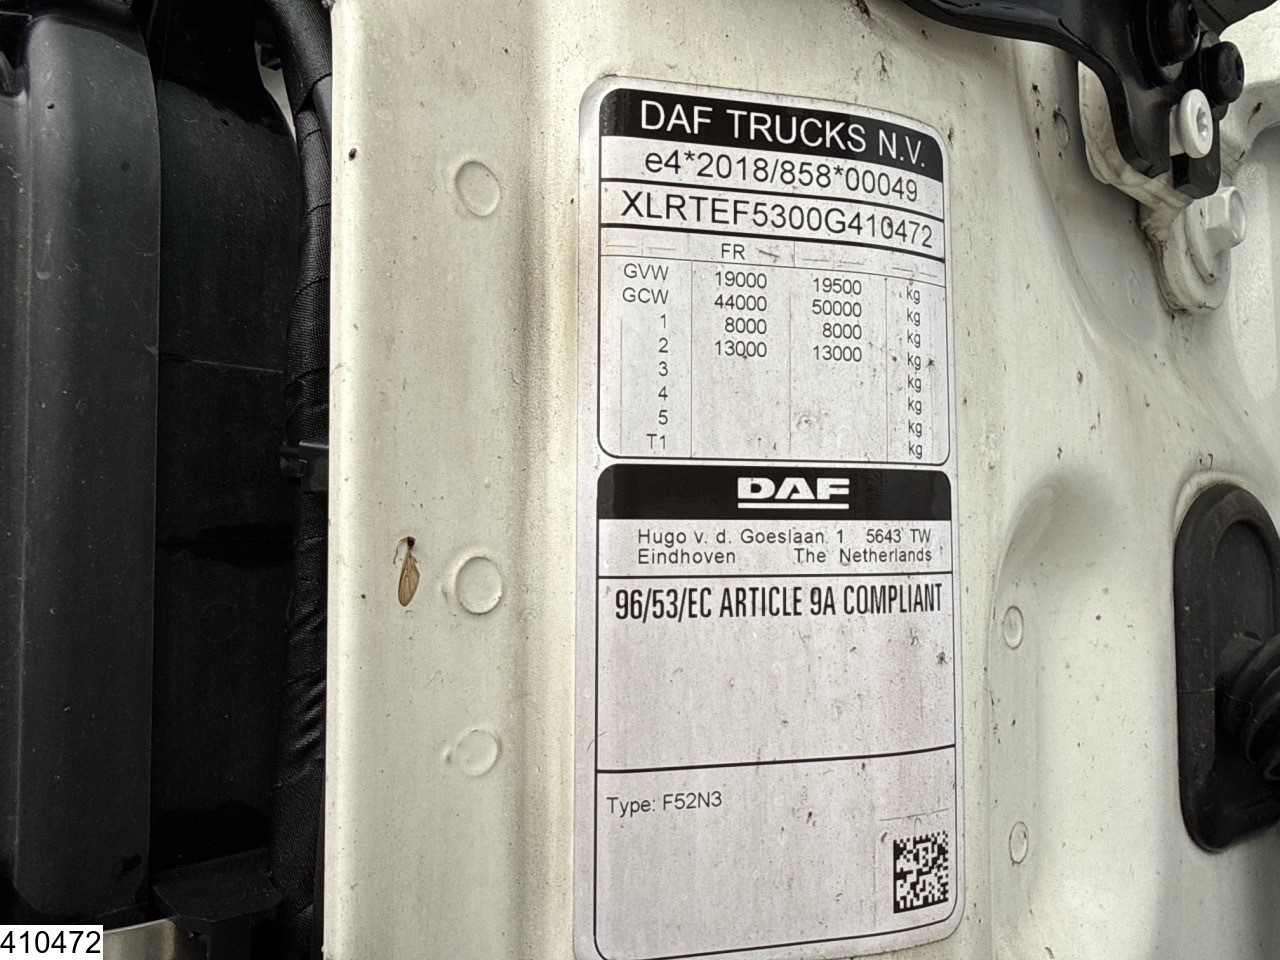 DAF TRUCKS N.V.
e4*2018/858*00049
XLRTEF5300G410472
FR
GVW 19000 19500 kg
GCW 44000 50000 kg
1 8000 8000 kg
2 13000 13000 kg
3 kg
4 kg
5 kg
T1 kg
DAF
Hugo v. d. Goeslaan 1 5643 TW
Eindhoven The Netherlands
96/53/EC ARTICLE 9A COMPLIANT
Type: F52N3
410472